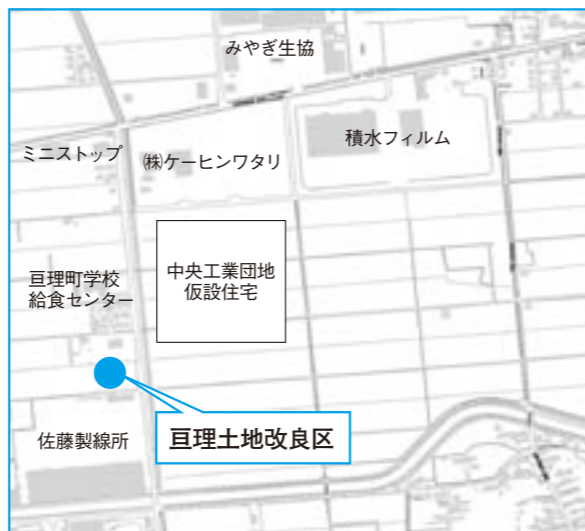 みやぎ生協
ミニストップ
㈱ケーヒンワタリ
積水フィルム
亘理町学校
給食センター
中央工業団地
仮設住宅
亘理土地改良区
佐藤製線所